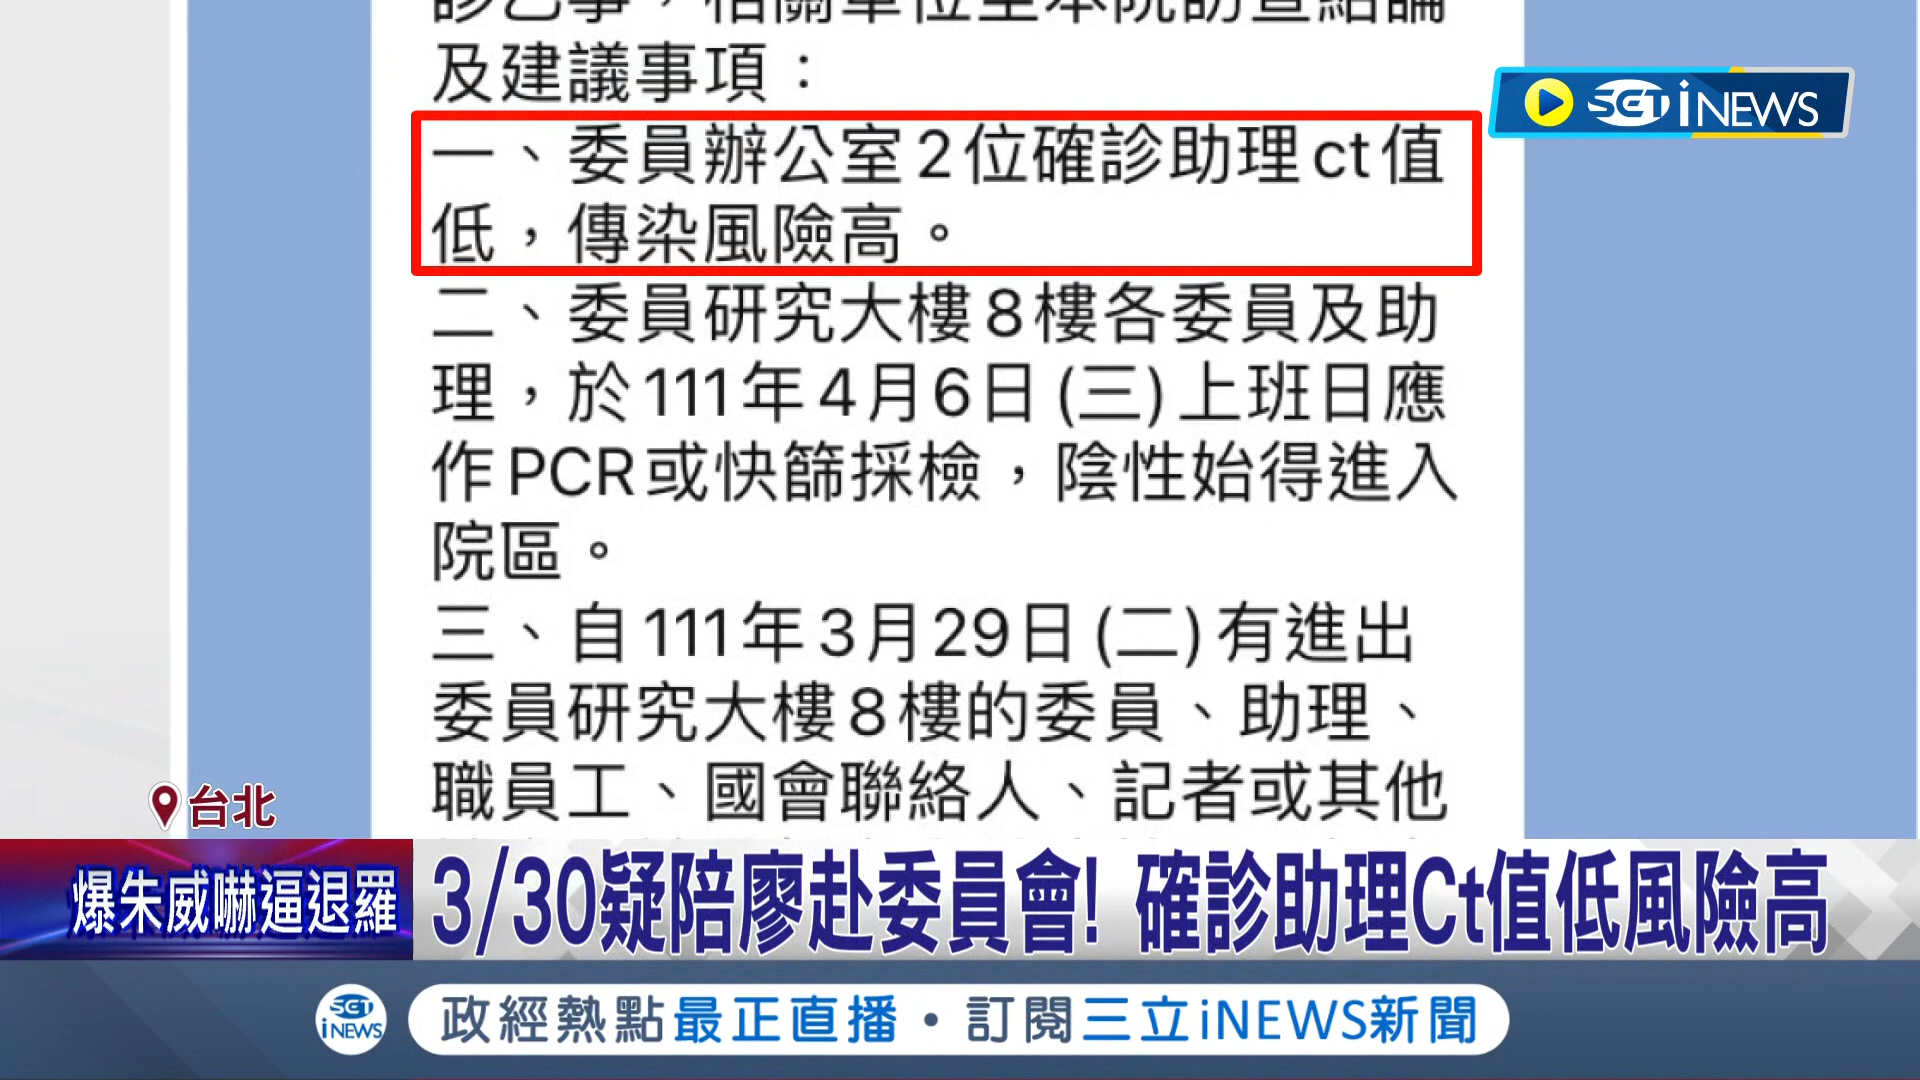 及建議事項：
一、委員辦公室2位確診助理ct值
低，傳染風險高。
二、委員研究大樓8樓各委員及助
理，於111年4月6日(三)上班日應
作PCR或快篩採檢，陰性始得進入
院區。
三、自111年3月29日(二)有進出
委員研究大樓8樓的委員、助理、
職員工、國會聯絡人、記者或其他
SET iNEWS
台北
爆朱威嚇逼退羅
3/30疑陪廖赴委員會! 確診助理Ct值低風險高
SET iNEWS
政經熱點最正直播・訂閱三立iNEWS新聞